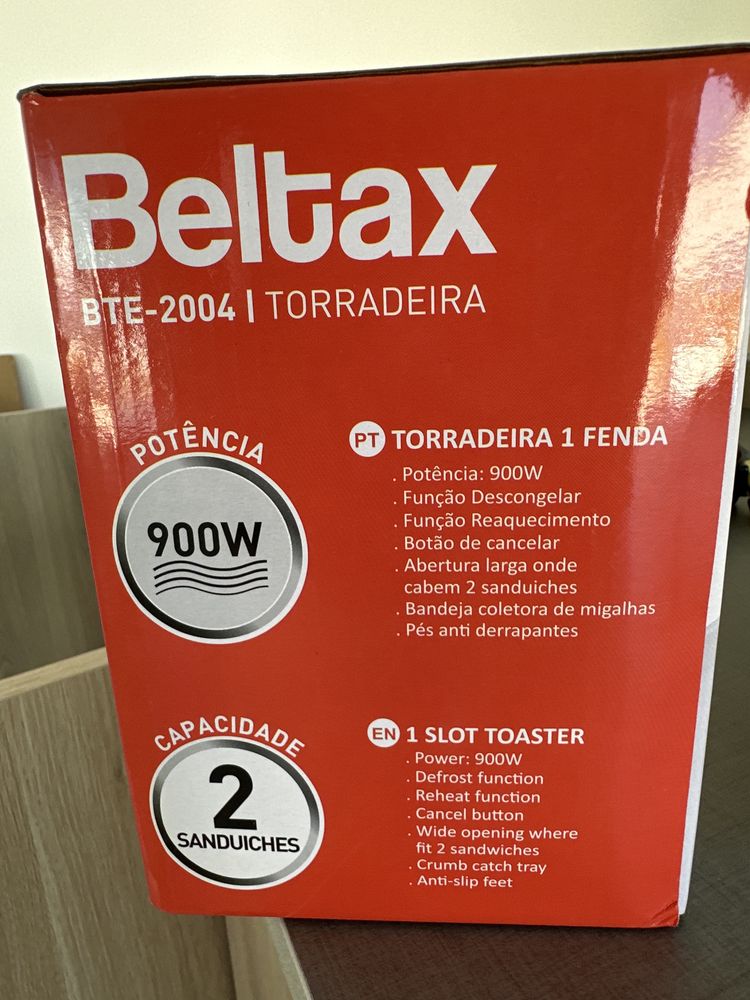 Beltax
BTE-2004 | TORRADEIRA
POTÊNCIA
900W
PT TORRADEIRA 1 FENDA
. Potência: 900W
. Função Descongelar
. Função Reaquecimento
. Botão de cancelar
. Abertura larga onde
cabem 2 sanduiches
. Bandeja coletora de migalhas
. Pés anti derrapantes
CAPACIDADE
2
SANDUICHES
EN 1 SLOT TOASTER
. Power: 900W
. Defrost function
. Reheat function
. Cancel button
. Wide opening where
fit 2 sandwiches
. Crumb catch tray
. Anti-slip feet